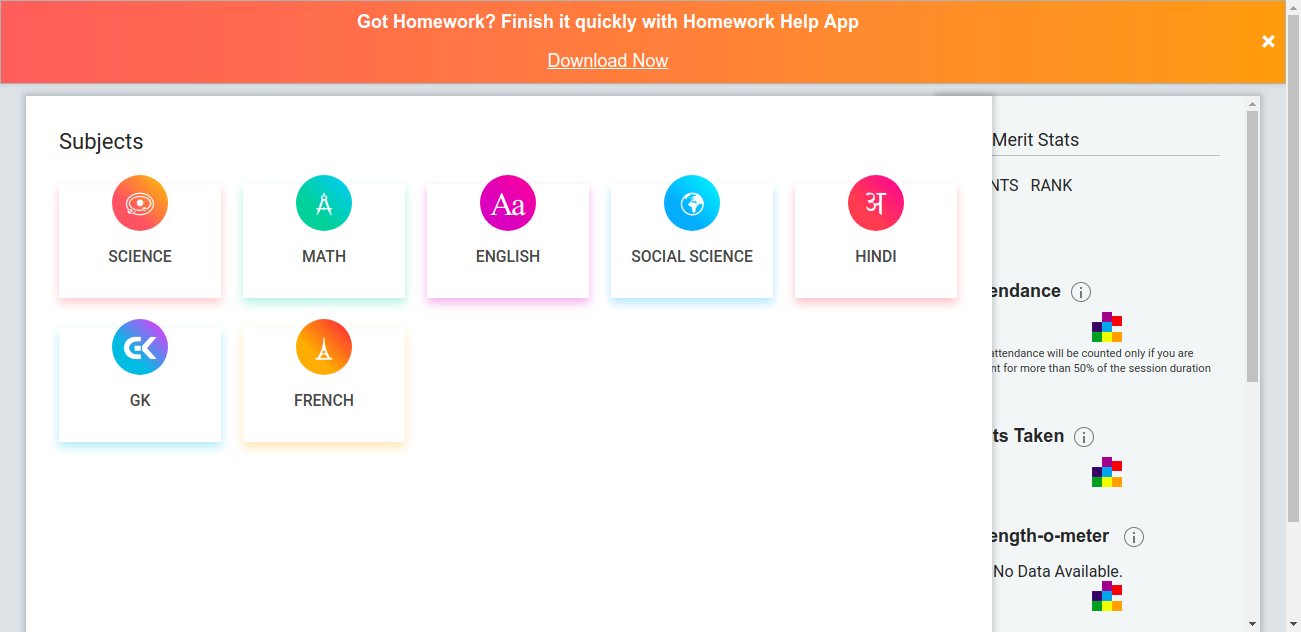 Got Homework? Finish it quickly with Homework Help App
Download Now
×
Subjects
Aa
अ
SCIENCE
MATH
ENGLISH
SOCIAL SCIENCE
HINDI
GK
GK
FRENCH
Merit Stats
NTS RANK
endance
attendance will be counted only if you are
nt for more than 50% of the session duration
ts Taken
ength-o-meter
No Data Available.